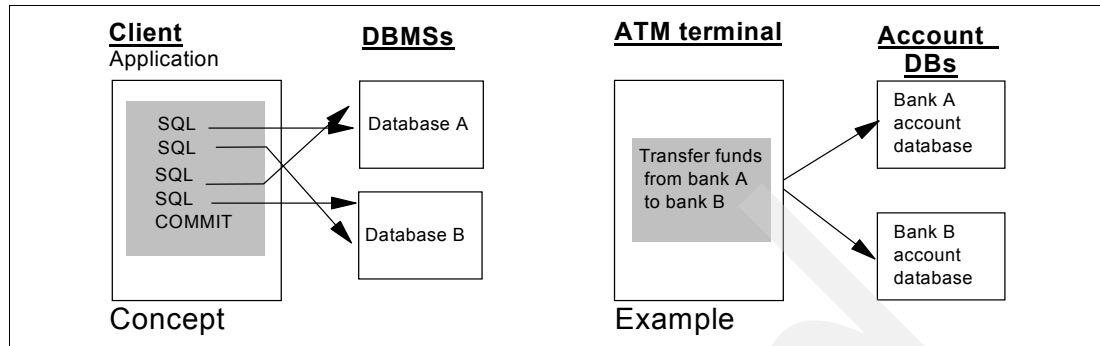 Client
Application
DBMSs
SQL
SQL
SQL
SQL
COMMIT
Database A
Database B
Concept
ATM terminal
Account
DBs
Transfer funds
from bank A
to bank B
Bank A
account
database
Bank B
account
database
Example